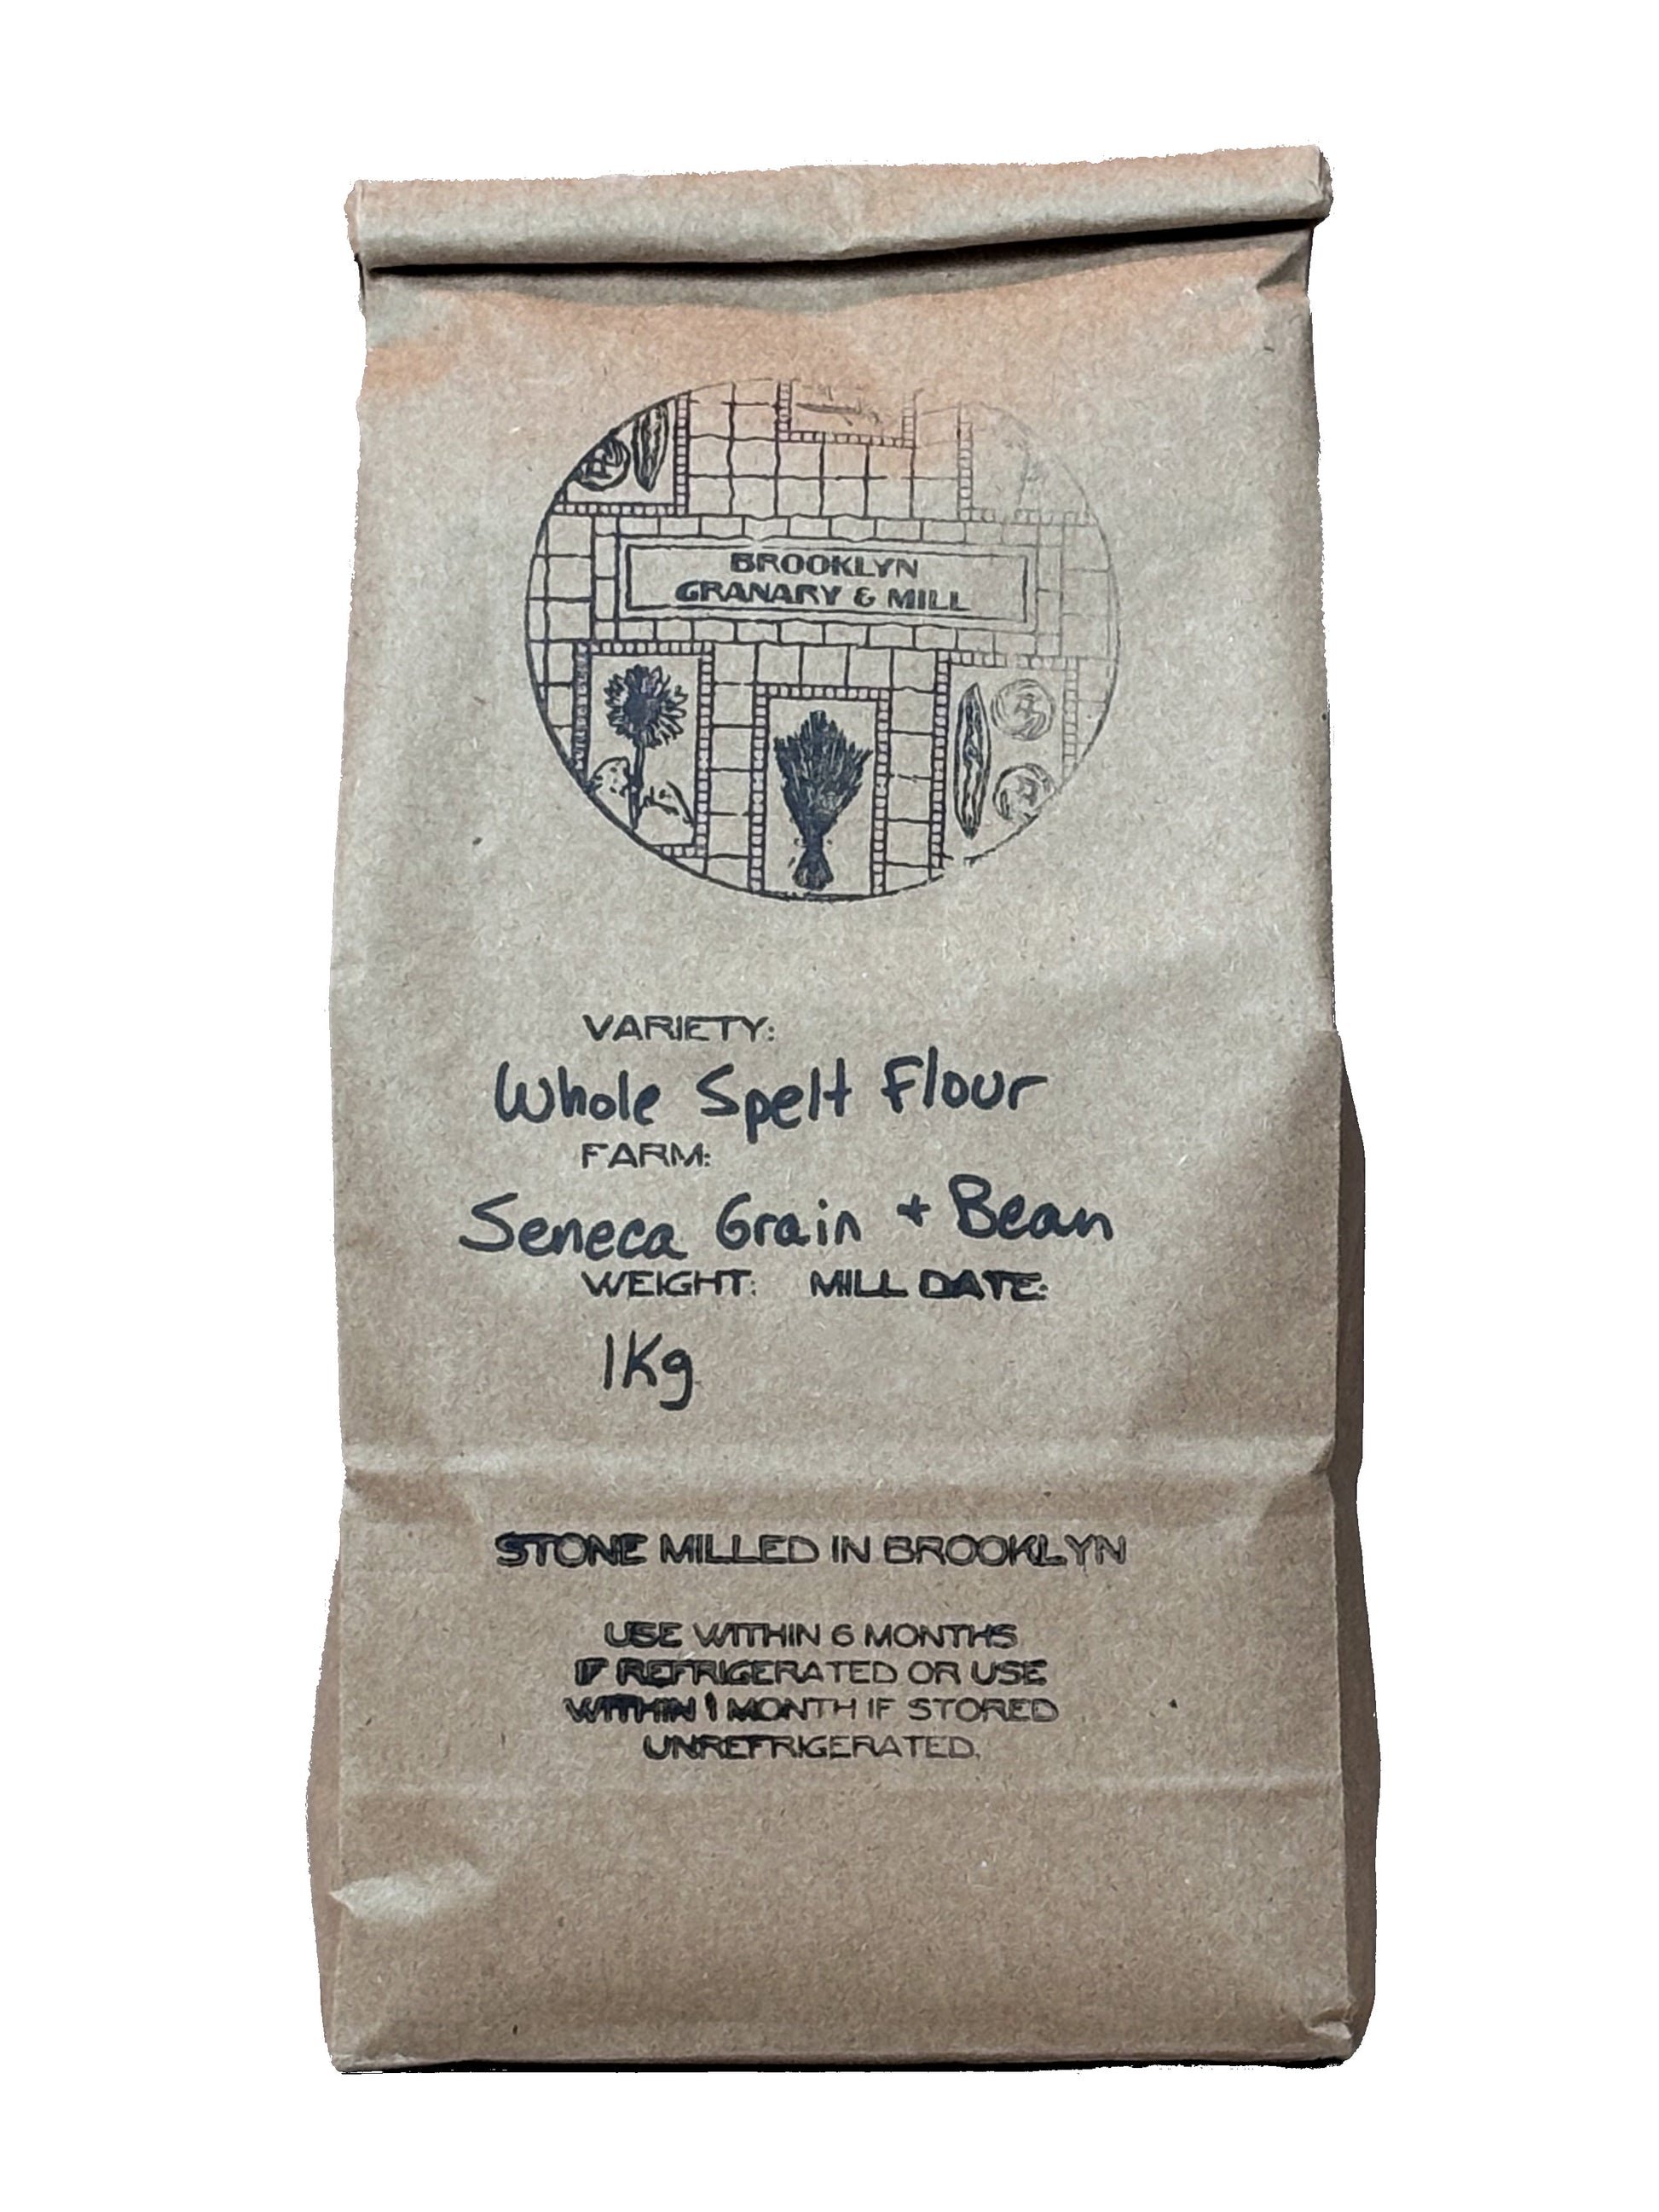 BROOKLYN
GRANARY & MILL
VARIETY:
Whole Spelt Flour
FARM:
Seneca Grain + Bean
WEIGHT: MILL DATE:
1Kg
STONE MILLED IN BROOKLYN
USE WITHIN 6 MONTHS
IF REFRIGERATED OR USE
WITHIN 1 MONTH IF STORED
UNREFRIGERATED.